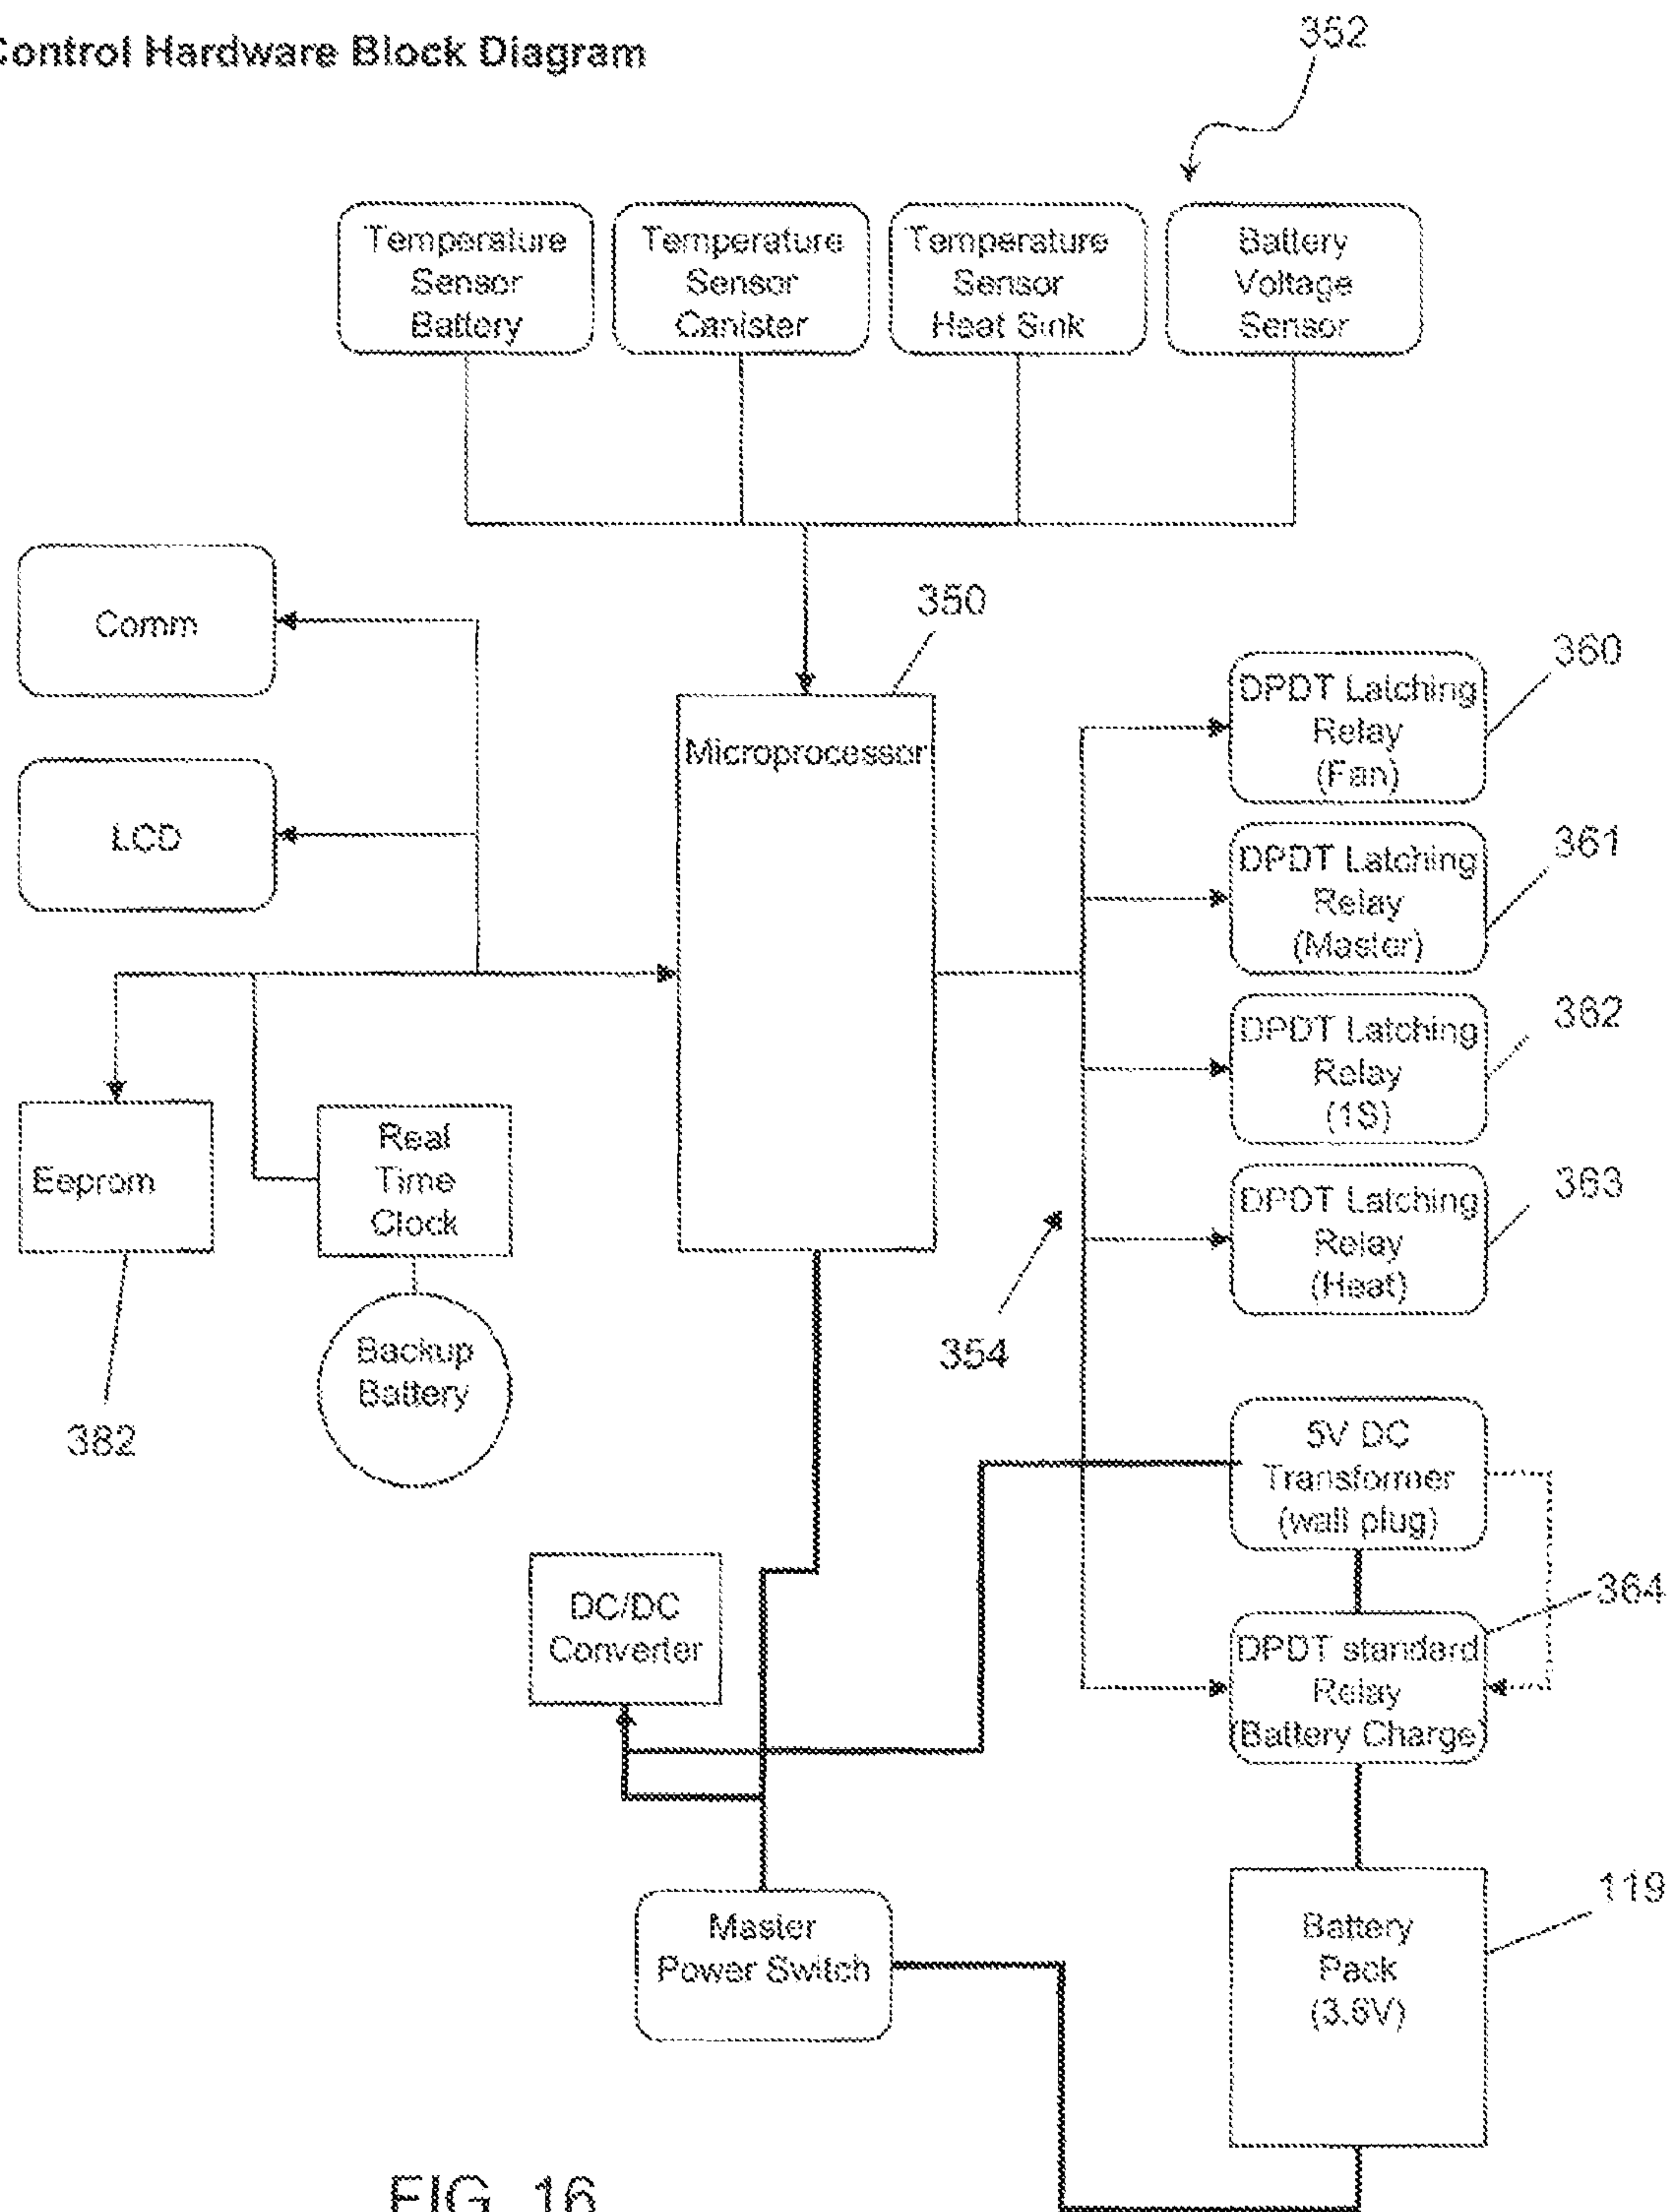 Control Hardware Block Diagram
352
Temperature
Sensor
Battery
Temperature
Sensor
Canister
Temperature
Sensor
Heat Sink
Battery
Voltage
Sensor
Comm
LCD
350
Microprocessor
360
DPDT Latching
Relay
(Fan)
361
DPDT Latching
Relay
(Master)
362
DPDT Latching
Relay
(1S)
363
DPDT Latching
Relay
(Heat)
354
Eeprom
382
Real
Time
Clock
Backup
Battery
5V DC
Transformer
(wall plug)
364
DPDT standard
Relay
(Battery Charge)
DC/DC
Converter
Master
Power Switch
119
Battery
Pack
(3.6V)
FIG. 16